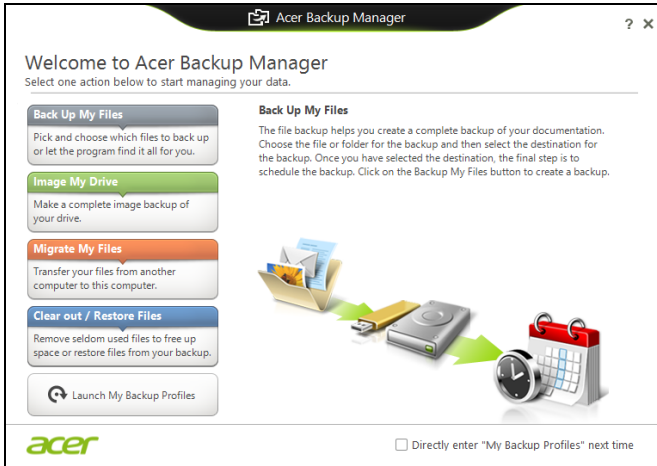 Acer Backup Manager
? X
Welcome to Acer Backup Manager
Select one action below to start managing your data.
Back Up My Files
Pick and choose which files to back up
or let the program find it all for you.
Image My Drive
Make a complete image backup of
your drive.
Migrate My Files
Transfer your files from another
computer to this computer.
Clear out / Restore Files
Remove seldom used files to free up
space or restore files from your backup.
Launch My Backup Profiles
Back Up My Files
The file backup helps you create a complete backup of your documentation.
Choose the file or folder for the backup and then select the destination for
the backup. Once you have selected the destination, the final step is to
schedule the backup. Click on the Backup My Files button to create a backup.
acer
Directly enter "My Backup Profiles" next time